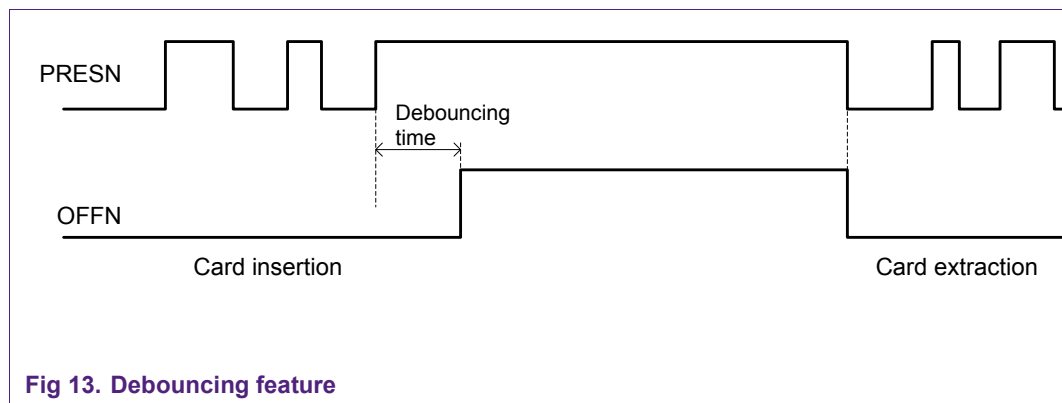 PRESN
Debouncing
time
OFFN
Card insertion
Card extraction
Fig 13. Debouncing feature